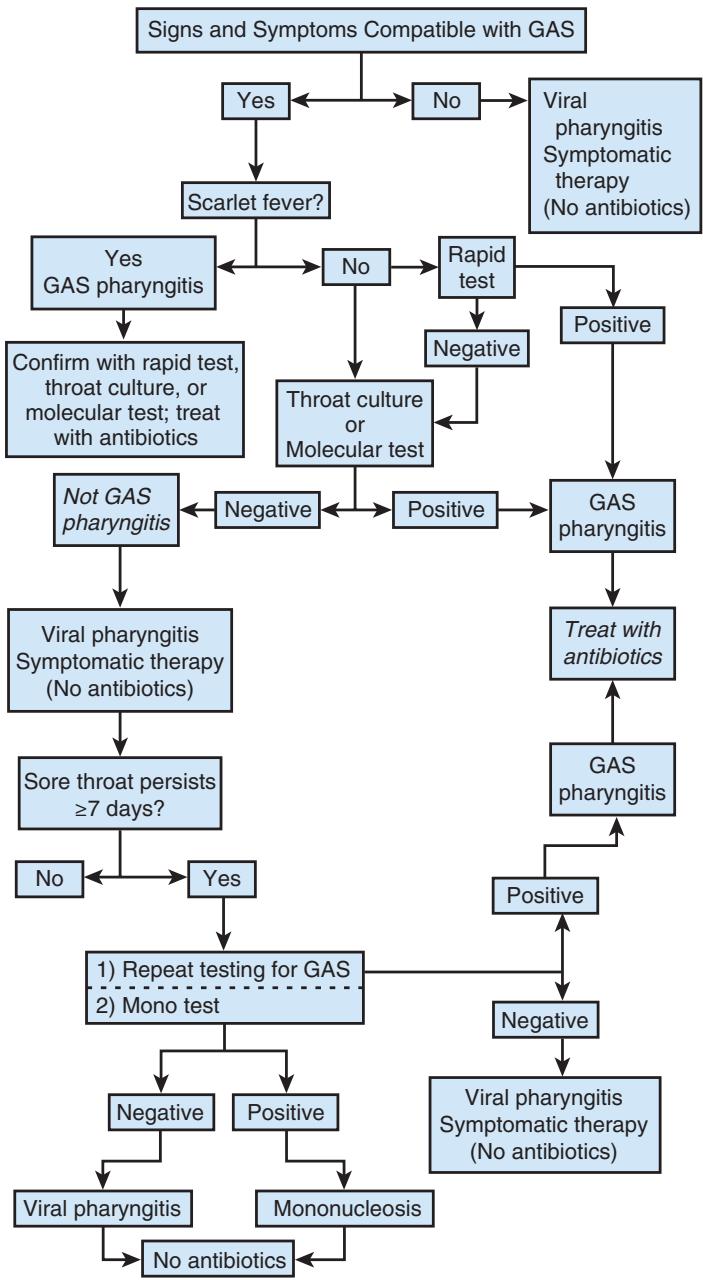 Signs and Symptoms Compatible with GAS
Yes
No
Viral
pharyngitis
Symptomatic
therapy
(No antibiotics)
Scarlet fever?
Yes
GAS pharyngitis
No
Rapid
test
Positive
Negative
Confirm with rapid test,
throat culture, or
molecular test; treat
with antibiotics
Throat culture
or
Molecular test
Not GAS
pharyngitis
Negative
Positive
GAS
pharyngitis
Viral pharyngitis
Symptomatic therapy
(No antibiotics)
Treat with
antibiotics
Sore throat persists
≥7 days?
GAS
pharyngitis
No
Yes
Positive
1) Repeat testing for GAS
2) Mono test
Negative
Negative
Positive
Viral pharyngitis
Symptomatic therapy
(No antibiotics)
Viral pharyngitis
Mononucleosis
No antibiotics